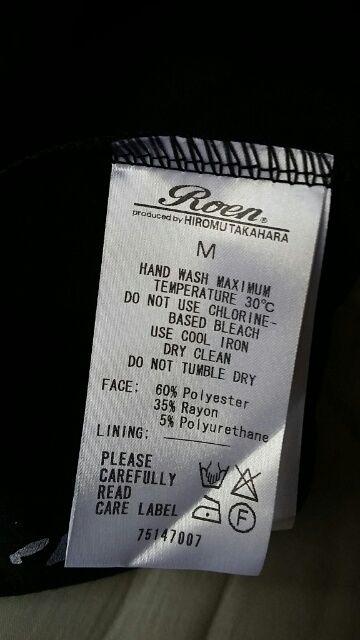 Roen®
produced by HIROMU TAKAHARA
M
HAND WASH MAXIMUM
TEMPERATURE 30°C
DO NOT USE CHLORINE-
BASED BLEACH
USE COOL IRON
DRY CLEAN
DO NOT TUMBLE DRY
FACE: 60% Polyester
35% Rayon
5% Polyurethane
LINING:
PLEASE
CAREFULLY
READ
CARE LABEL
F
75147007